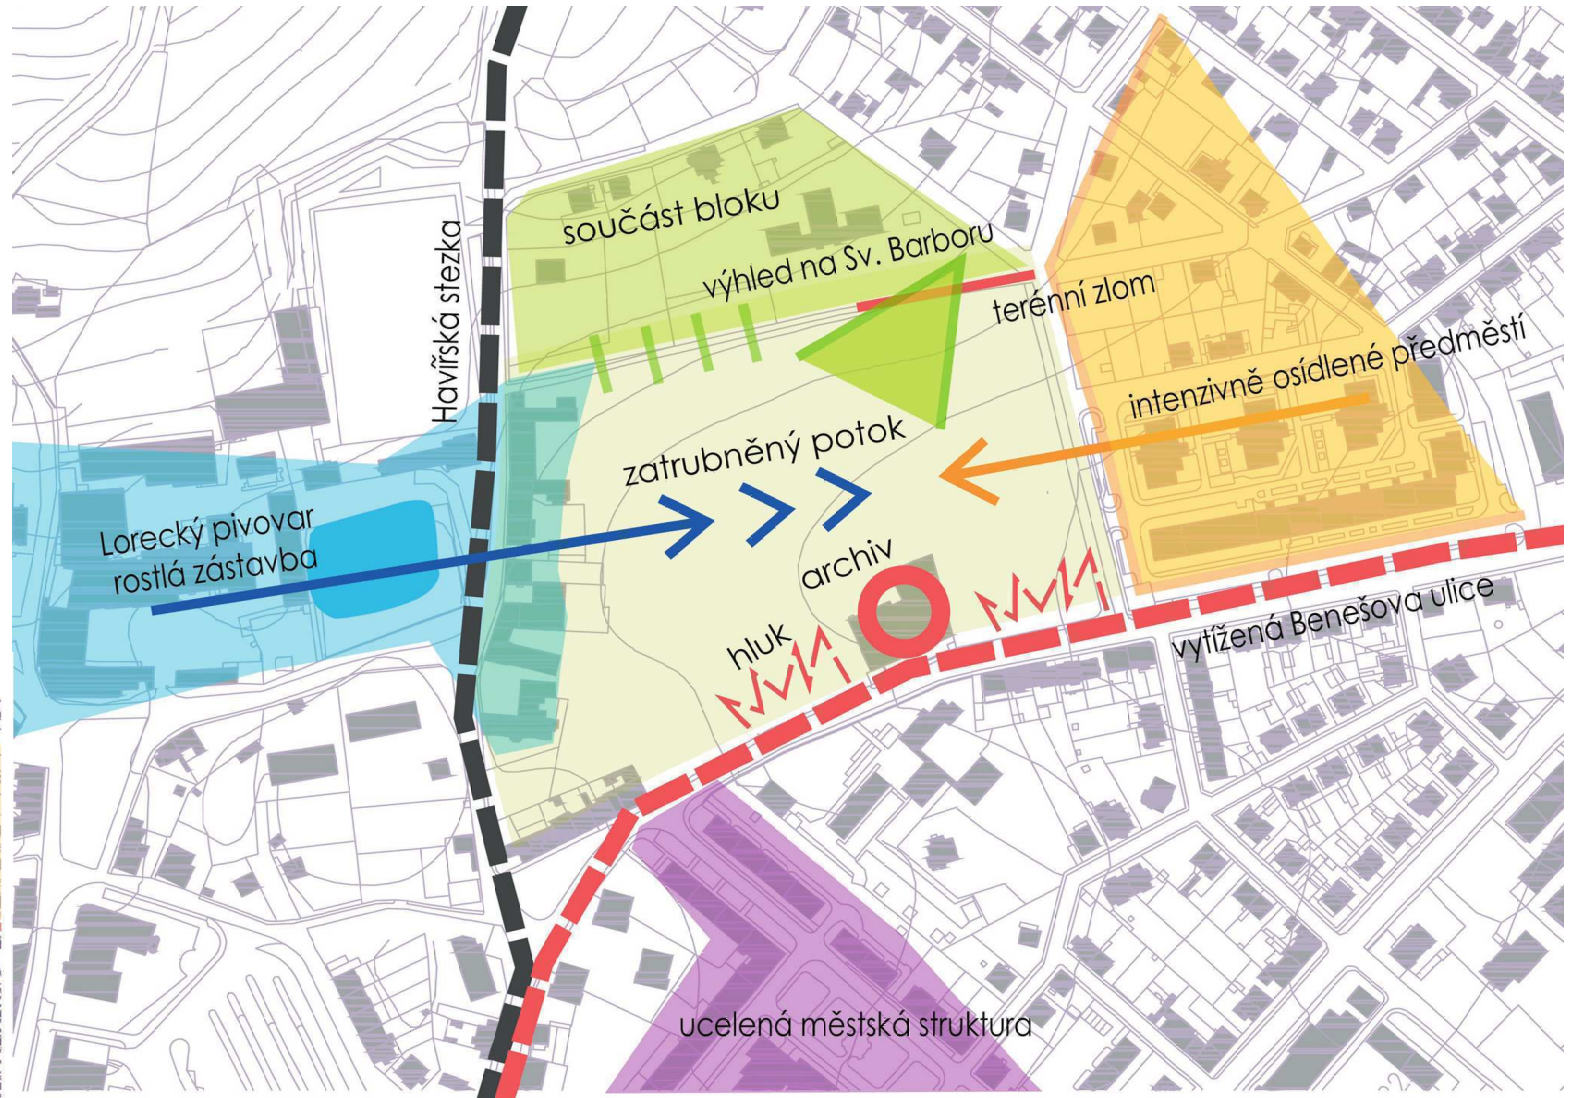 součást bloku
výhled na Sv. Barboru
Havířská stezka
terénní zlom
intenzivně osídlené předměstí
zatrubněný potok
Lorecký pivovar
rostlá zástavba
archiv
hluk
vytížená Benešova ulice
ucelená městská struktura